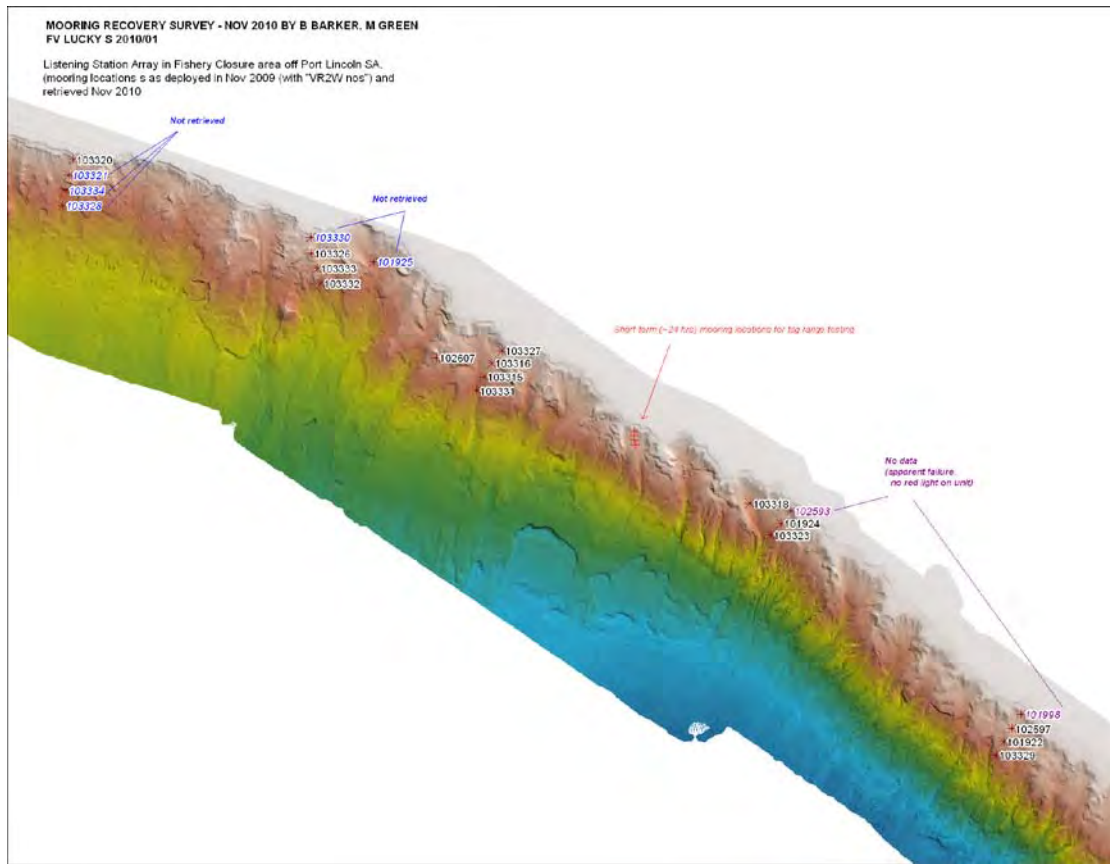 MOORING RECOVERY SURVEY - NOV 2010 BY B BARKER, M GREEN
FV LUCKY S 2010/01
Listening Station Array in Fishery Closure area off Port Lincoln SA.
(mooring locations s as deployed in Nov 2009 (with "VR2W nos") and
retrieved Nov 2010
Not retrieved
103320
103321
103334
103328
Not retrieved
103330
103326
101925
103333
103332
Short term (~24 hrs) mooring locations for tag range testing
103327
102607
103316
103315
103331
No data
(apparent failure,
no red light on unit)
103318
102593
101924
103323
101998
102597
101922
103329